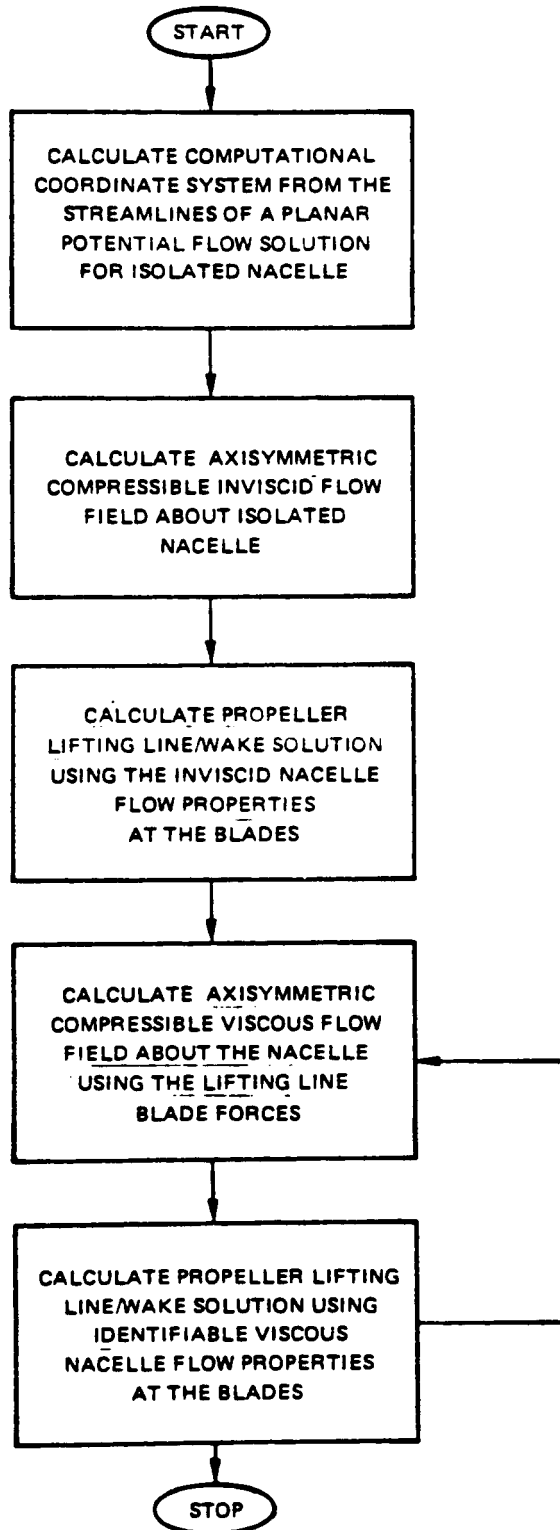 START
CALCULATE COMPUTATIONAL
COORDINATE SYSTEM FROM THE
STREAMLINES OF A PLANAR
POTENTIAL FLOW SOLUTION
FOR ISOLATED NACELLE
CALCULATE AXISYMMETRIC
COMPRESSIBLE INVISCID FLOW
FIELD ABOUT ISOLATED
NACELLE
CALCULATE PROPELLER
LIFTING LINE/WAKE SOLUTION
USING THE INVISCID NACELLE
FLOW PROPERTIES
AT THE BLADES
CALCULATE AXISYMMETRIC
COMPRESSIBLE VISCOUS FLOW
FIELD ABOUT THE NACELLE
USING THE LIFTING LINE
BLADE FORCES
CALCULATE PROPELLER LIFTING
LINE/WAKE SOLUTION USING
IDENTIFIABLE VISCOUS
NACELLE FLOW PROPERTIES
AT THE BLADES
STOP